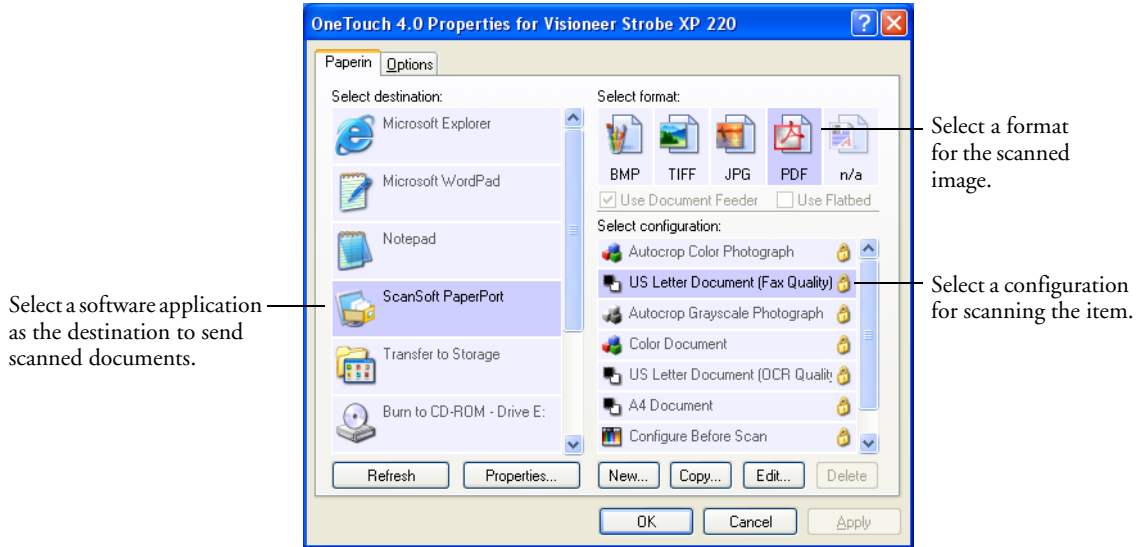 OneTouch 4.0 Properties for Visioneer Strobe XP 220
Paperin
Options
Select destination:
Microsoft Explorer
Microsoft WordPad
Notepad
ScanSoft PaperPort
Transfer to Storage
Burn to CD-ROM - Drive E:
Refresh
Properties...
Select format:
BMP
TIFF
JPG
PDF
n/a
Use Document Feeder
Use Flatbed
Select configuration:
Autocrop Color Photograph
US Letter Document (Fax Quality)
Autocrop Grayscale Photograph
Color Document
US Letter Document (OCR Quality
A4 Document
Configure Before Scan
New...
Copy...
Edit...
Delete
OK
Cancel
Apply
Select a software application
as the destination to send
scanned documents.
Select a format
for the scanned
image.
Select a configuration
for scanning the item.